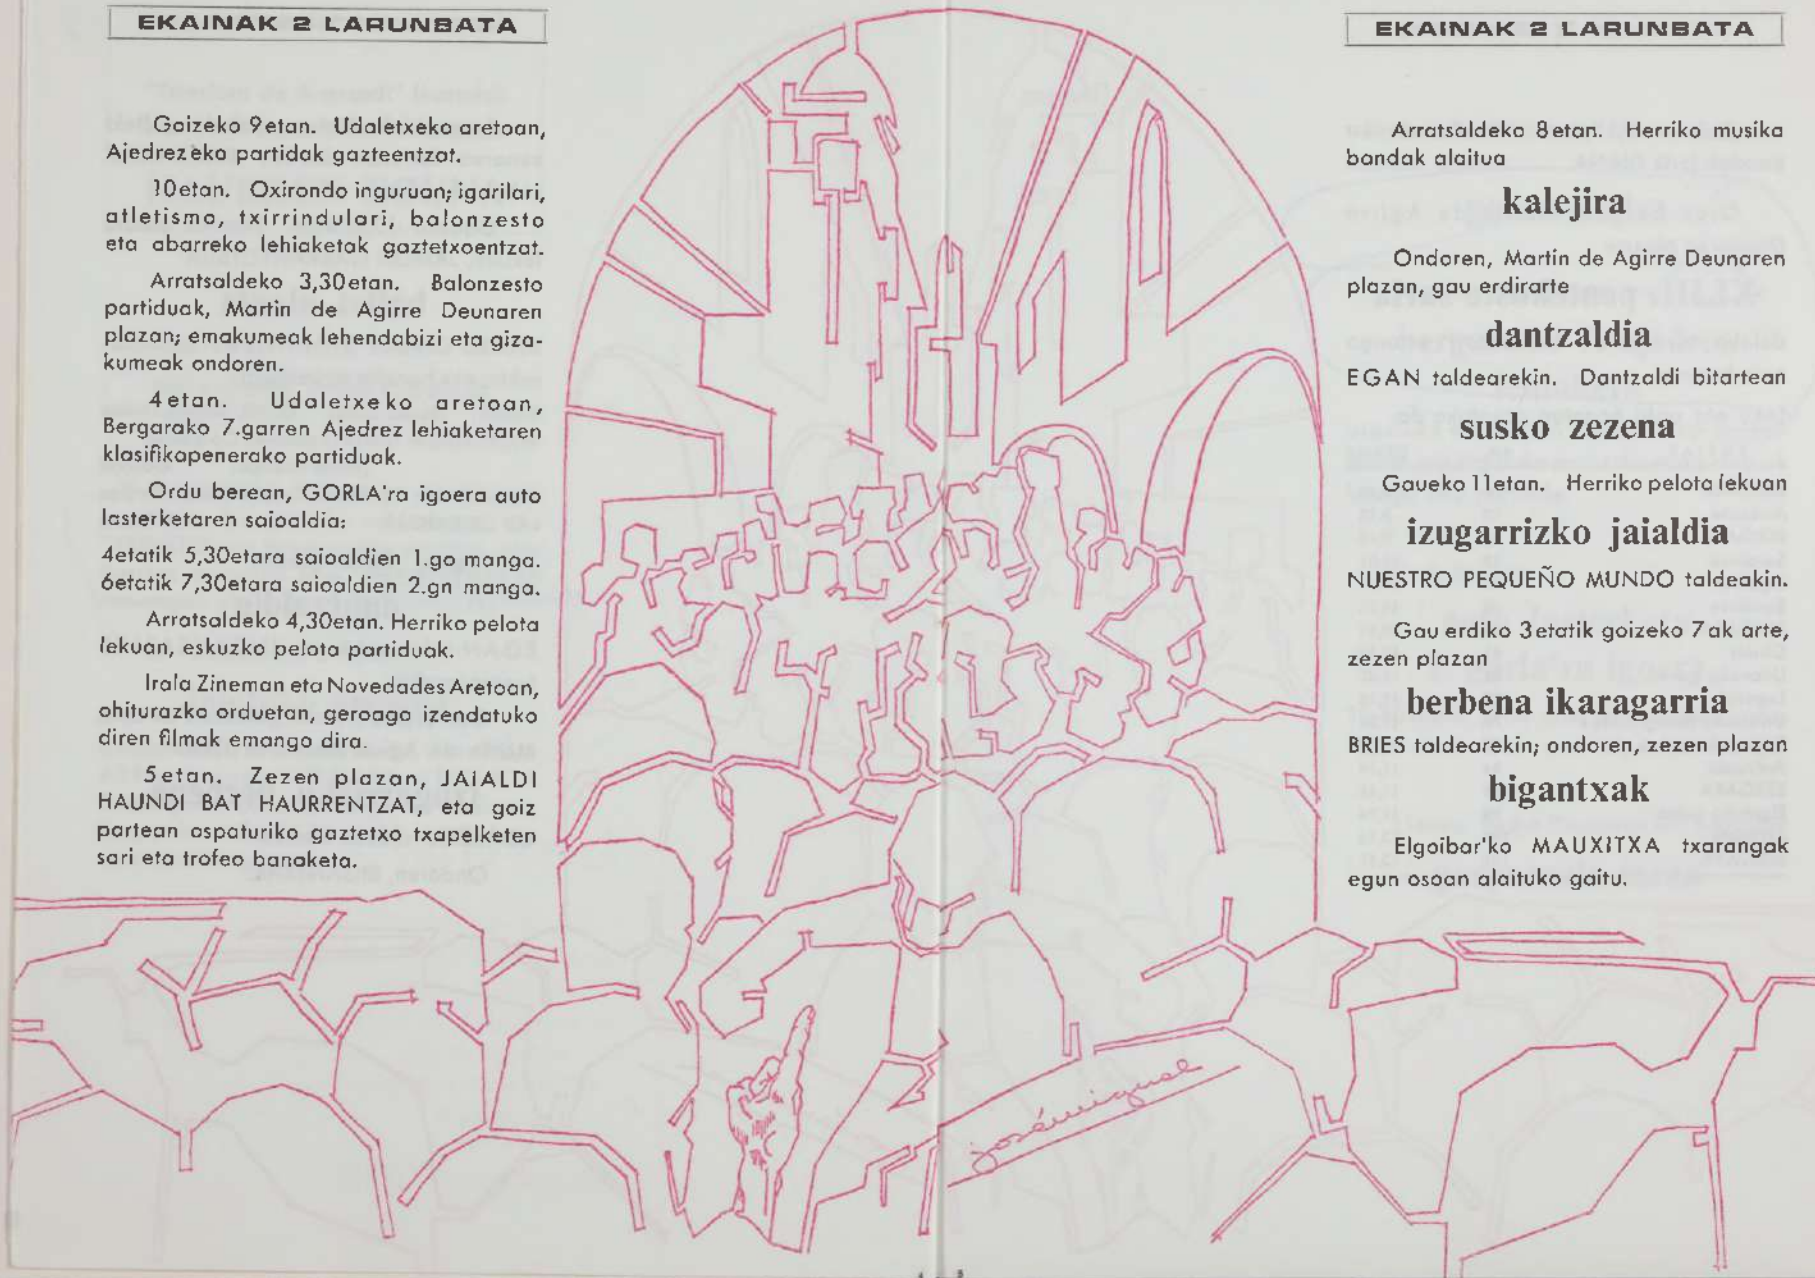 EKAINAK 2 LARUNBATA
Goizeko 9etan. Udaletxeko aretoan,
Ajedrez'eko partidak gazteentzat.
10etan. Oxirondo inguruan; igarilari,
atletismo, txirrindulari, balonzesto
eta abarreko lehiaketak gaztetxoentzat.
Arratsaldeko 3,30etan. Balonzesto
partiduak, Martin de Agirre Deunaren
plazan; emakumeak lehendabizi eta giza-
kumeak ondoren.
4etan. Udaletxeko aretoan,
Bergarako 7.garren Ajedrez lehiaketaren
klasifikapenerako partiduak.
Ordu berean, GORLA'ra igoera auto
lasterketaren saioaldia:
4etatik 5,30etara saioaldien 1.go manga.
6etatik 7,30etara saioaldien 2.gn manga.
Arratsaldeko 4,30etan. Herriko pelota
lekuan, eskuzko pelota partiduak.
Irala Zineman eta Novedades Aretoan,
ohiturazko orduetan, geroago izendatuko
diren filmak emango dira.
5etan. Zezen plazan, JAIALDI
HAUNDI BAT HAURRENTZAT, eta goiz
partean ospaturiko gaztetxo txapelketen
sari eta trofeo banaketa.
EKAINAK 2 LARUNBATA
Arratsaldeko 8etan. Herriko musika
bandak alaitua
kalejira
Ondoren, Martin de Agirre Deunaren
plazan, gau erdirarte
dantzaldia
EGAN taldearekin. Dantzaldi bitartean
susko zezena
Gaueko 11etan. Herriko pelota lekuan
izugarrizko jaialdia
NUESTRO PEQUEÑO MUNDO taldeakin.
Gau erdiko 3etatik goizeko 7ak arte,
zezen plazan
berbena ikaragarria
BRIES taldearekin; ondoren, zezen plazan
bigantxak
Elgoibar'ko MAUXITXA txarangak
egun osoan alaituko gaitu.
josémiguel